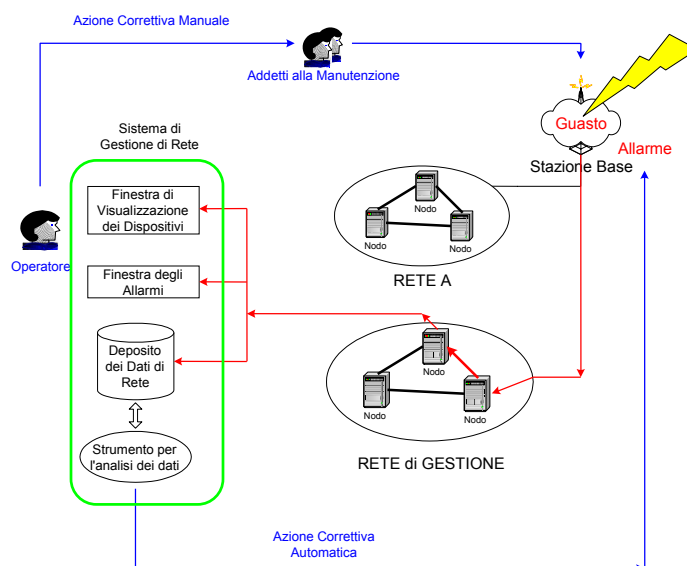 Azione Correttiva Manuale
Addetti alla Manutenzione
Guasto
Allarme
Stazione Base
Sistema di
Gestione di Rete
Finestra di
Visualizzazione
dei Dispositivi
Operatore
Finestra degli
Allarmi
Deposito
dei Dati di
Rete
Strumento per
l'analisi dei dati
Nodo
Nodo
Nodo
RETE A
Nodo
Nodo
Nodo
RETE di GESTIONE
Azione Correttiva
Automatica